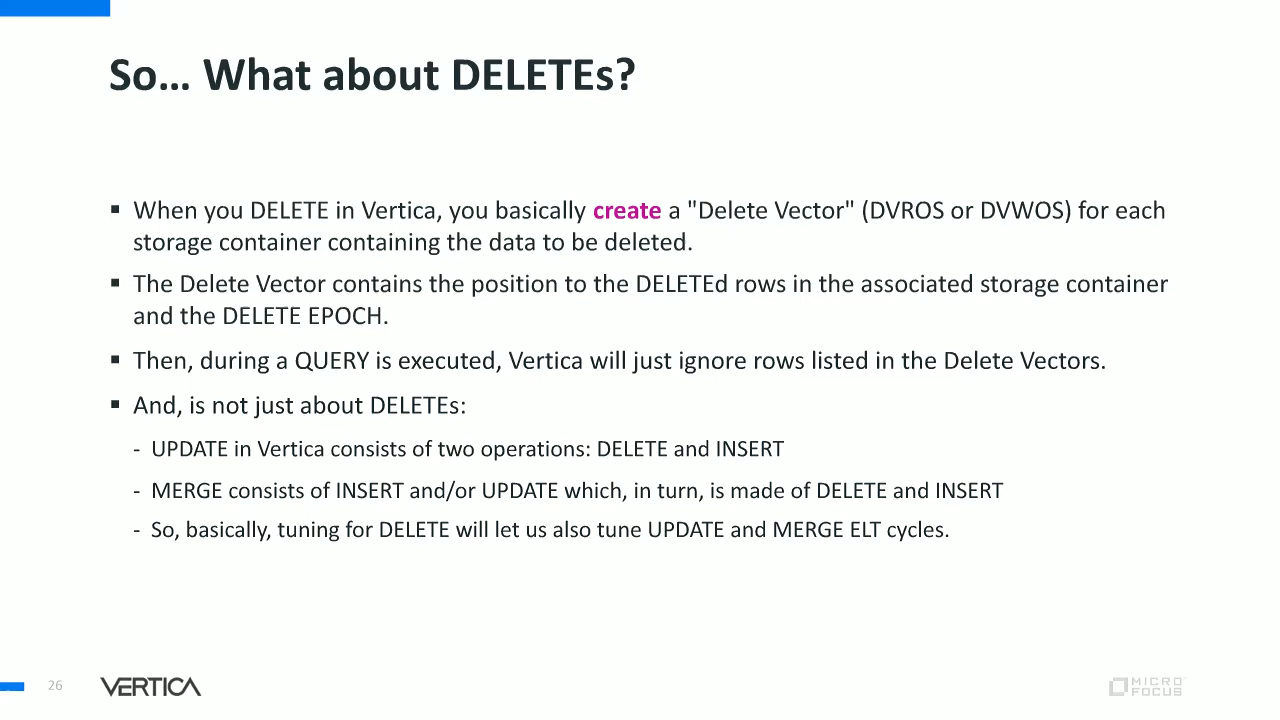 So... What about DELETEs?
▪ When you DELETE in Vertica, you basically create a "Delete Vector" (DVROS or DVWOS) for each
storage container containing the data to be deleted.
▪ The Delete Vector contains the position to the DELETEd rows in the associated storage container
and the DELETE EPOCH.
▪ Then, during a QUERY is executed, Vertica will just ignore rows listed in the Delete Vectors.
▪ And, is not just about DELETEs:
- UPDATE in Vertica consists of two operations: DELETE and INSERT
- MERGE consists of INSERT and/or UPDATE which, in turn, is made of DELETE and INSERT
- So, basically, tuning for DELETE will let us also tune UPDATE and MERGE ELT cycles.
26
VERTICA
MICRO
FOCUS